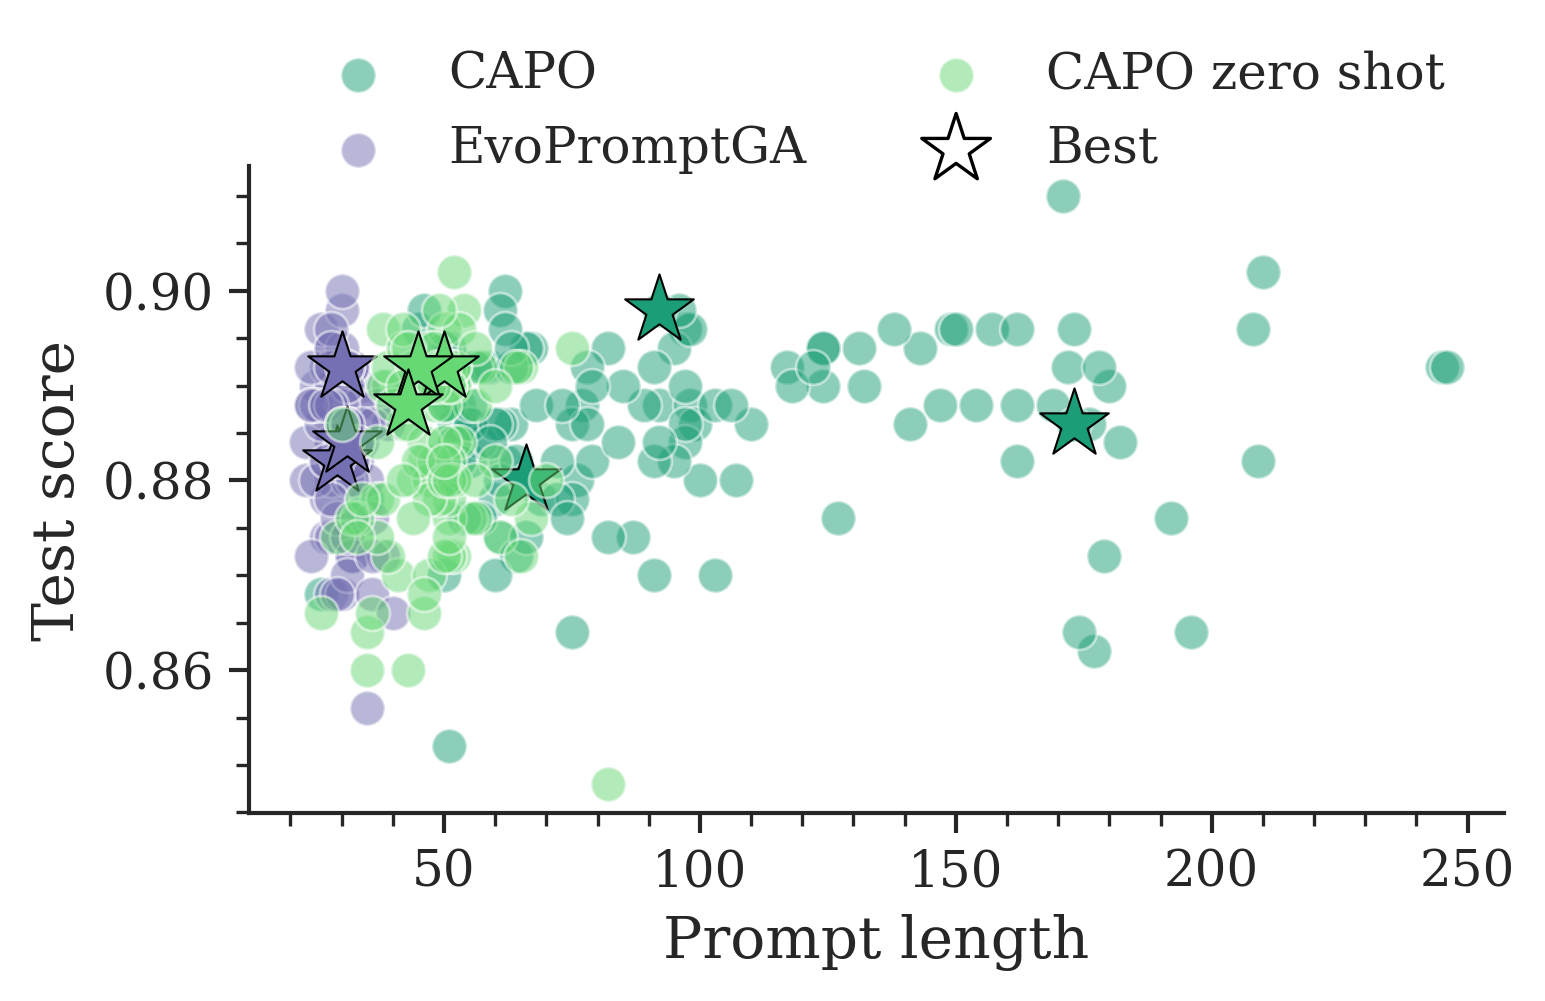 CAPO
CAPO zero shot
EvoPromptGA
Best
Test score
0.90
0.88
0.86
50
100
150
200
250
Prompt length